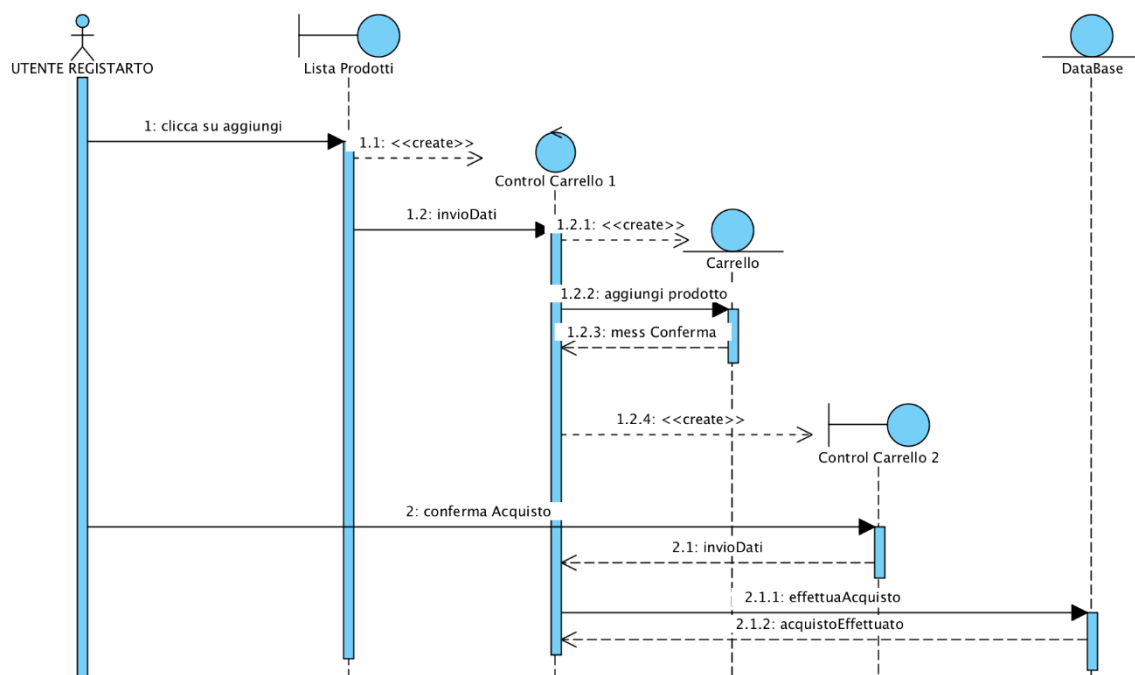 UTENTE REGISTARTO
Lista Prodotti
DataBase
1: clicca su aggiungi
1.1: <<create>>
Control Carrello 1
1.2: invioDati
1.2.1: <<create>>
Carrello
1.2.2: aggiungi prodotto
1.2.3: mess Conferma
1.2.4: <<create>>
Control Carrello 2
2: conferma Acquisto
2.1: invioDati
2.1.1: effettuaAcquisto
2.1.2: acquistoEffettuato